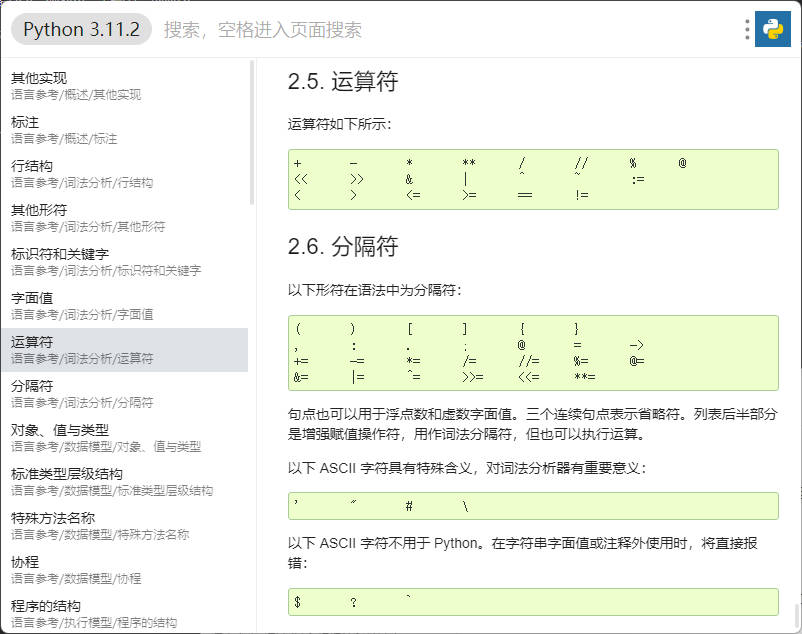 Python 3.11.2
搜索，空格进入页面搜索
其他实现
语言参考/概述/其他实现
标注
语言参考/概述/标注
行结构
语言参考/词法分析/行结构
其他形符
语言参考/词法分析/其他形符
标识符和关键字
语言参考/词法分析/标识符和关键字
字面值
语言参考/词法分析/字面值
运算符
语言参考/词法分析/运算符
分隔符
语言参考/词法分析/分隔符
对象、值与类型
语言参考/数据模型/对象、值与类型
标准类型层级结构
语言参考/数据模型/标准类型层级结构
特殊方法名称
语言参考/数据模型/特殊方法名称
协程
语言参考/数据模型/协程
程序的结构
语言参考/执行模型/程序的结构
2.5. 运算符
运算符如下所示：
+ - * ** / // % @
<< >> & | ^ ~ :=
< > <= >= == !=
2.6. 分隔符
以下形符在语法中为分隔符：
( ) [ ] { }
, : . ; @ = ->
+= -= *= /= //= %= @=
&= |= ^= >>= <<= **=
句点也可以用于浮点数和虚数字面值。三个连续句点表示省略符。列表后半部分
是增强赋值操作符，用作词法分隔符，但也可以执行运算。
以下 ASCII 字符具有特殊含义，对词法分析器有重要意义：
' " # \
以下 ASCII 字符不用于 Python。在字符串字面值或注释外使用时，将直接报
错：
$ ? `